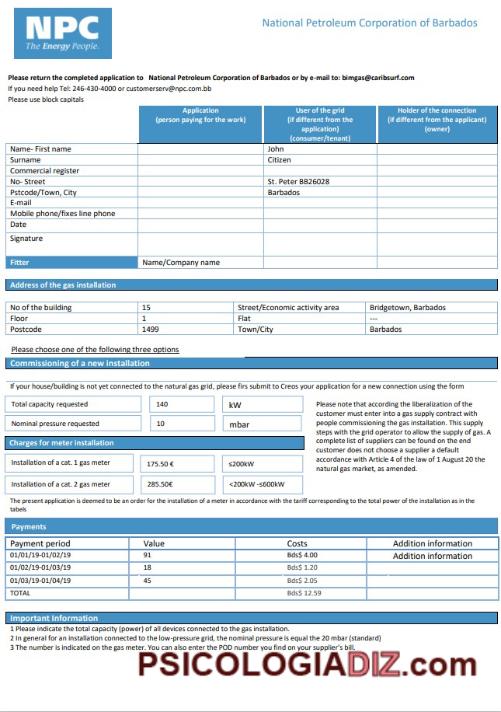 NPC
The Energy People.
National Petroleum Corporation of Barbados
Please return the completed application to National Petroleum Corporation of Barbados or by e-mail to: bimgas@caribsurf.com
If you need help Tel: 246-430-4000 or customerserv@npc.com.bb
Please use block capitals
Application
(person paying for the work)
User of the grid
(if different from the
application)
(consumer/tenant)
Holder of the connection
(if different from the applicant)
(owner)
Name- First name John
Surname Citizen
Commercial register
No- Street St. Peter BB26028
Pstcode/Town, City Barbados
E-mail
Mobile phone/fixes line phone
Date
Signature
Fitter Name/Company name
Address of the gas installation
No of the building 15 Street/Economic activity area Bridgetown, Barbados
Floor 1 Flat ---
Postcode 1499 Town/City Barbados
Please choose one of the following three options
Commissioning of a new installation
If your house/building is not yet connected to the natural gas grid, please firs submit to Creos your application for a new connection using the form
Total capacity requested 140 kW
Nominal pressure requested 10 mbar
Please note that according the liberalization of the
customer must enter into a gas supply contract with
people commissioning the gas installation. This supply
steps with the grid operator to allow the supply of gas. A
complete list of suppliers can be found on the end
customer does not choose a supplier a default
accordance with Article 4 of the law of 1 August 20 the
natural gas market, as amended.
Charges for meter installation
Installation of a cat. 1 gas meter 175.50 € ≤200kW
Installation of a cat. 2 gas meter 285.50€ <200kW -≤600kW
The present application is deemed to be an order for the installation of a meter in accordance with the tariff corresponding to the total power of the installation as in the
tabels
Payments
Payment period Value Costs Addition information
01/01/19-01/02/19 91 Bds$ 4.00 Addition information
01/02/19-01/03/19 18 Bds$ 1.20
01/03/19-01/04/19 45 Bds$ 2.05
TOTAL Bds$ 12.59
Important Information
1 Please indicate the total capacity (power) of all devices connected to the gas installation.
2 In general for an installation connected to the low-pressure grid, the nominal pressure is equal the 20 mbar (standard)
3 The number is indicated on the gas meter. You can also enter the POD number you find on your supplier's bill.
PSICOLOGIADIZ.com